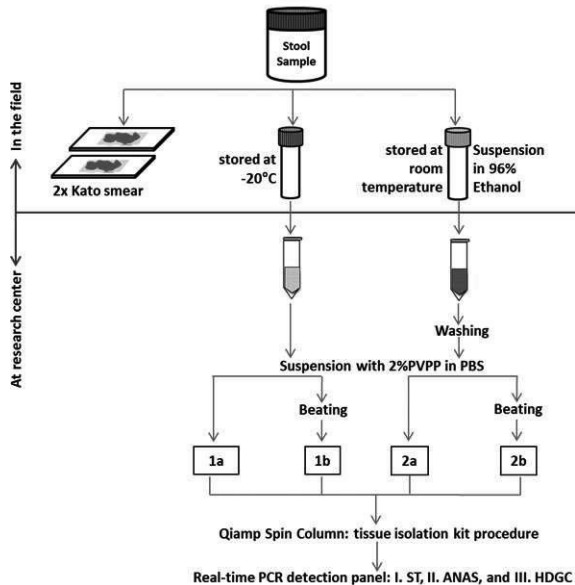 Stool
Sample
In the field
2x Kato smear
stored at
-20°C
stored at
room
temperature
Suspension
in 96%
Ethanol
At research center
Washing
Suspension with 2%PVPP in PBS
Beating
Beating
1a
1b
2a
2b
Qiamp Spin Column: tissue isolation kit procedure
Real-time PCR detection panel: I. ST, II. ANAS, and III. HDGC